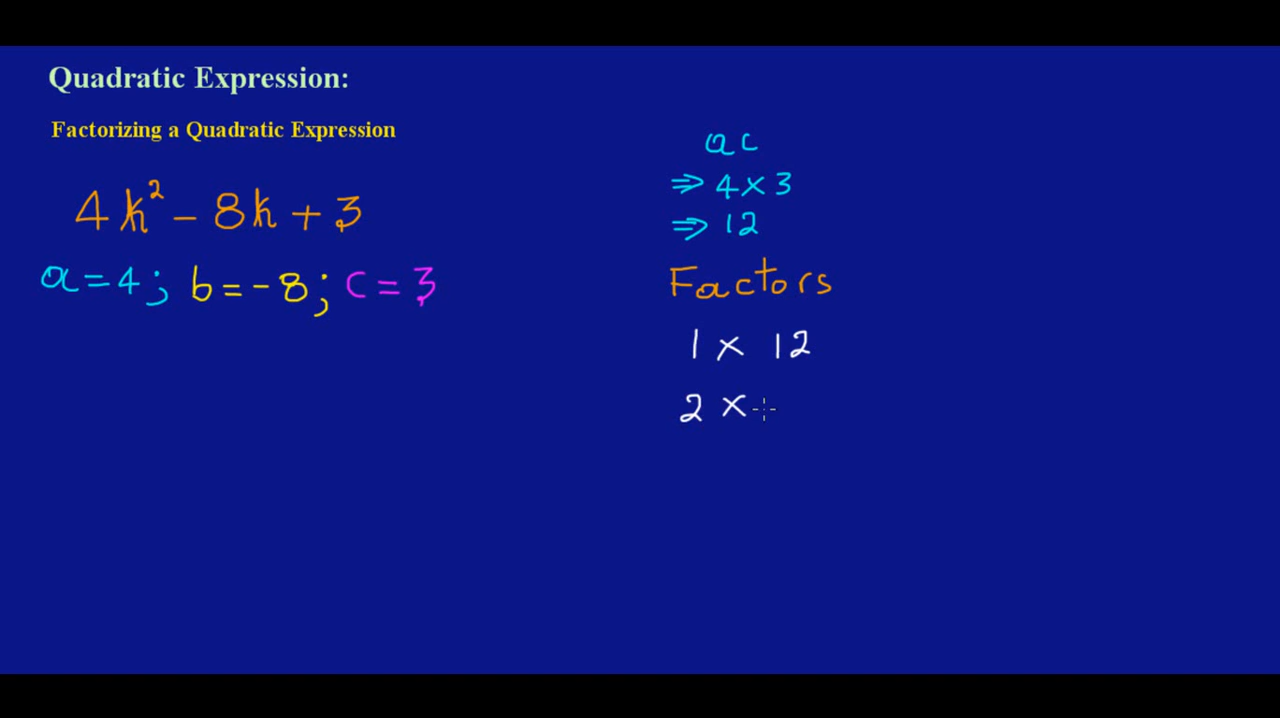 Quadratic Expression:
Factorizing a Quadratic Expression
4k² - 8k + 3
a=4; b=-8; c=3
ac
⇒ 4×3
⇒ 12
Factors
1 × 12
2 ×